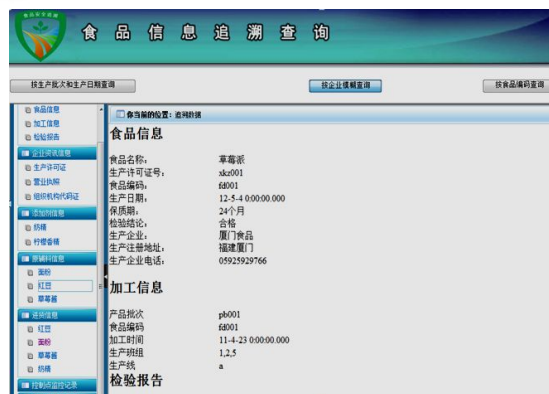 食品信息追溯查询
按生产批次和生产日期查询
按企业模糊查询
按食品编码查询
食品信息
加工信息
检验报告
企业资讯信息
生产许可证
营业执照
组织机构代码证
添加剂信息
奶精
柠檬香精
原辅料信息
面粉
红豆
草莓酱
进货信息
红豆
面粉
草莓酱
奶精
控制点监控记录
你当前的位置：追溯数据
食品信息
食品名称： 草莓派
生产许可证号： xkz001
食品编码： fd001
生产日期： 12-5-4 0:00:00.000
保质期： 24个月
检验结论： 合格
生产企业： 厦门食品
生产注册地址： 福建厦门
生产企业电话： 05925929766
加工信息
产品批次 pb001
食品编码 fd001
加工时间 11-4-23 0:00:00.000
生产班组 1,2,5
生产线 a
检验报告